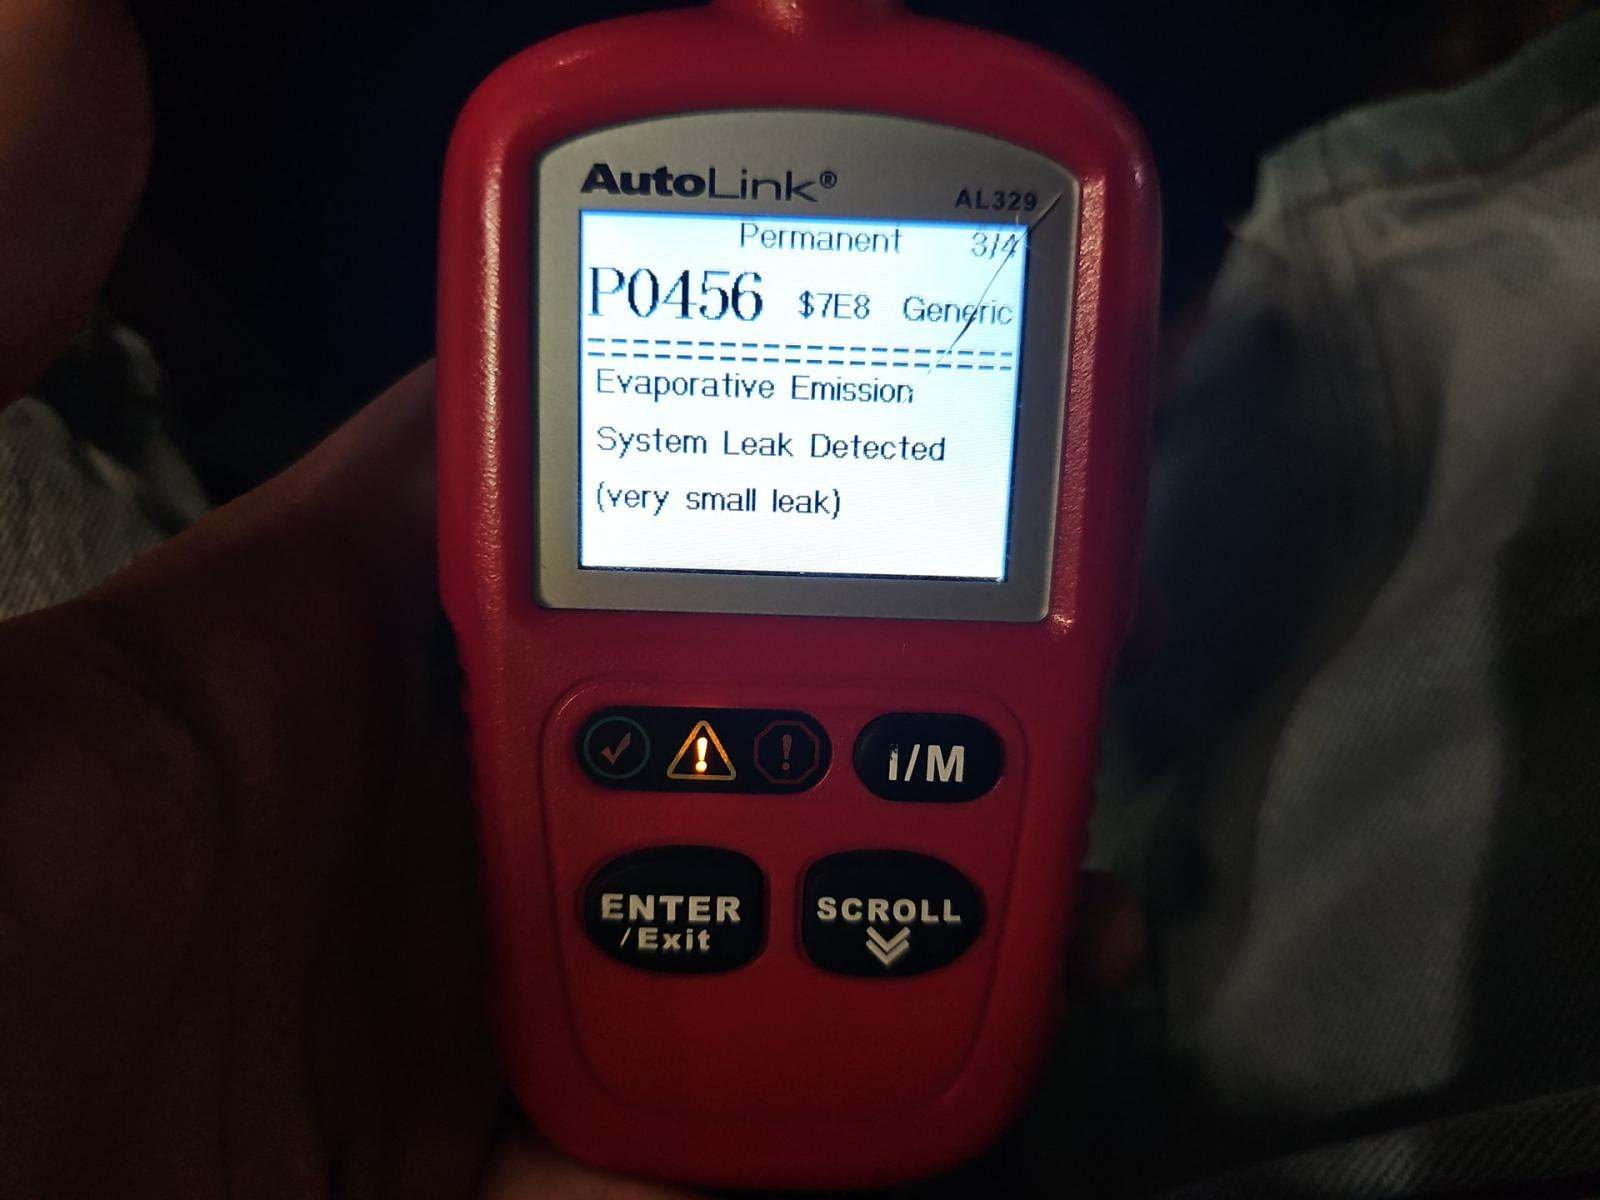 AutoLink®
AL329
Permanent 3/4
P0456 $7E8 Generic
==============================
Evaporative Emission
System Leak Detected
(very small leak)
! !
I/M
ENTER
/Exit
SCROLL